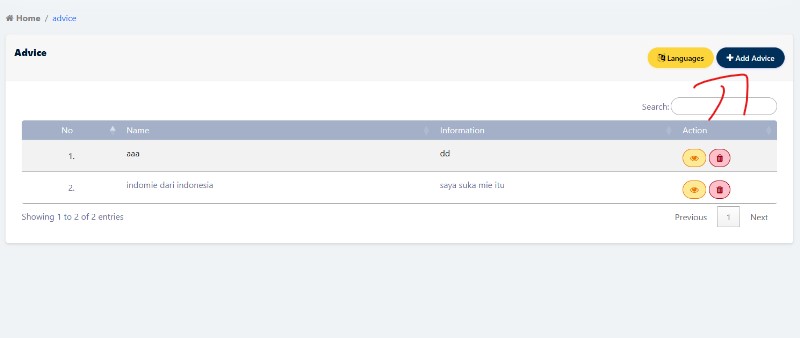 Home / advice
Advice
Languages
Add Advice
Search:
No Name Information Action
1. aaa dd
2. indomie dari indonesia saya suka mie itu
Showing 1 to 2 of 2 entries
Previous 1 Next